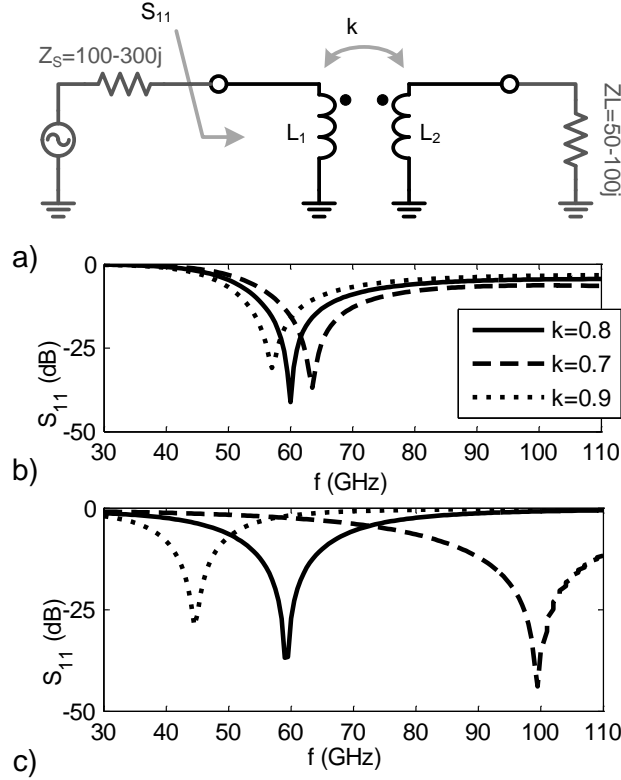 S11
k
ZS=100-300j
L1
L2
ZL=50-100j
a)
0
-25
-50
S11 (dB)
k=0.8
k=0.7
k=0.9
30 40 50 60 70 80 90 100 110
f (GHz)
b)
0
-25
-50
S11 (dB)
30 40 50 60 70 80 90 100 110
f (GHz)
c)